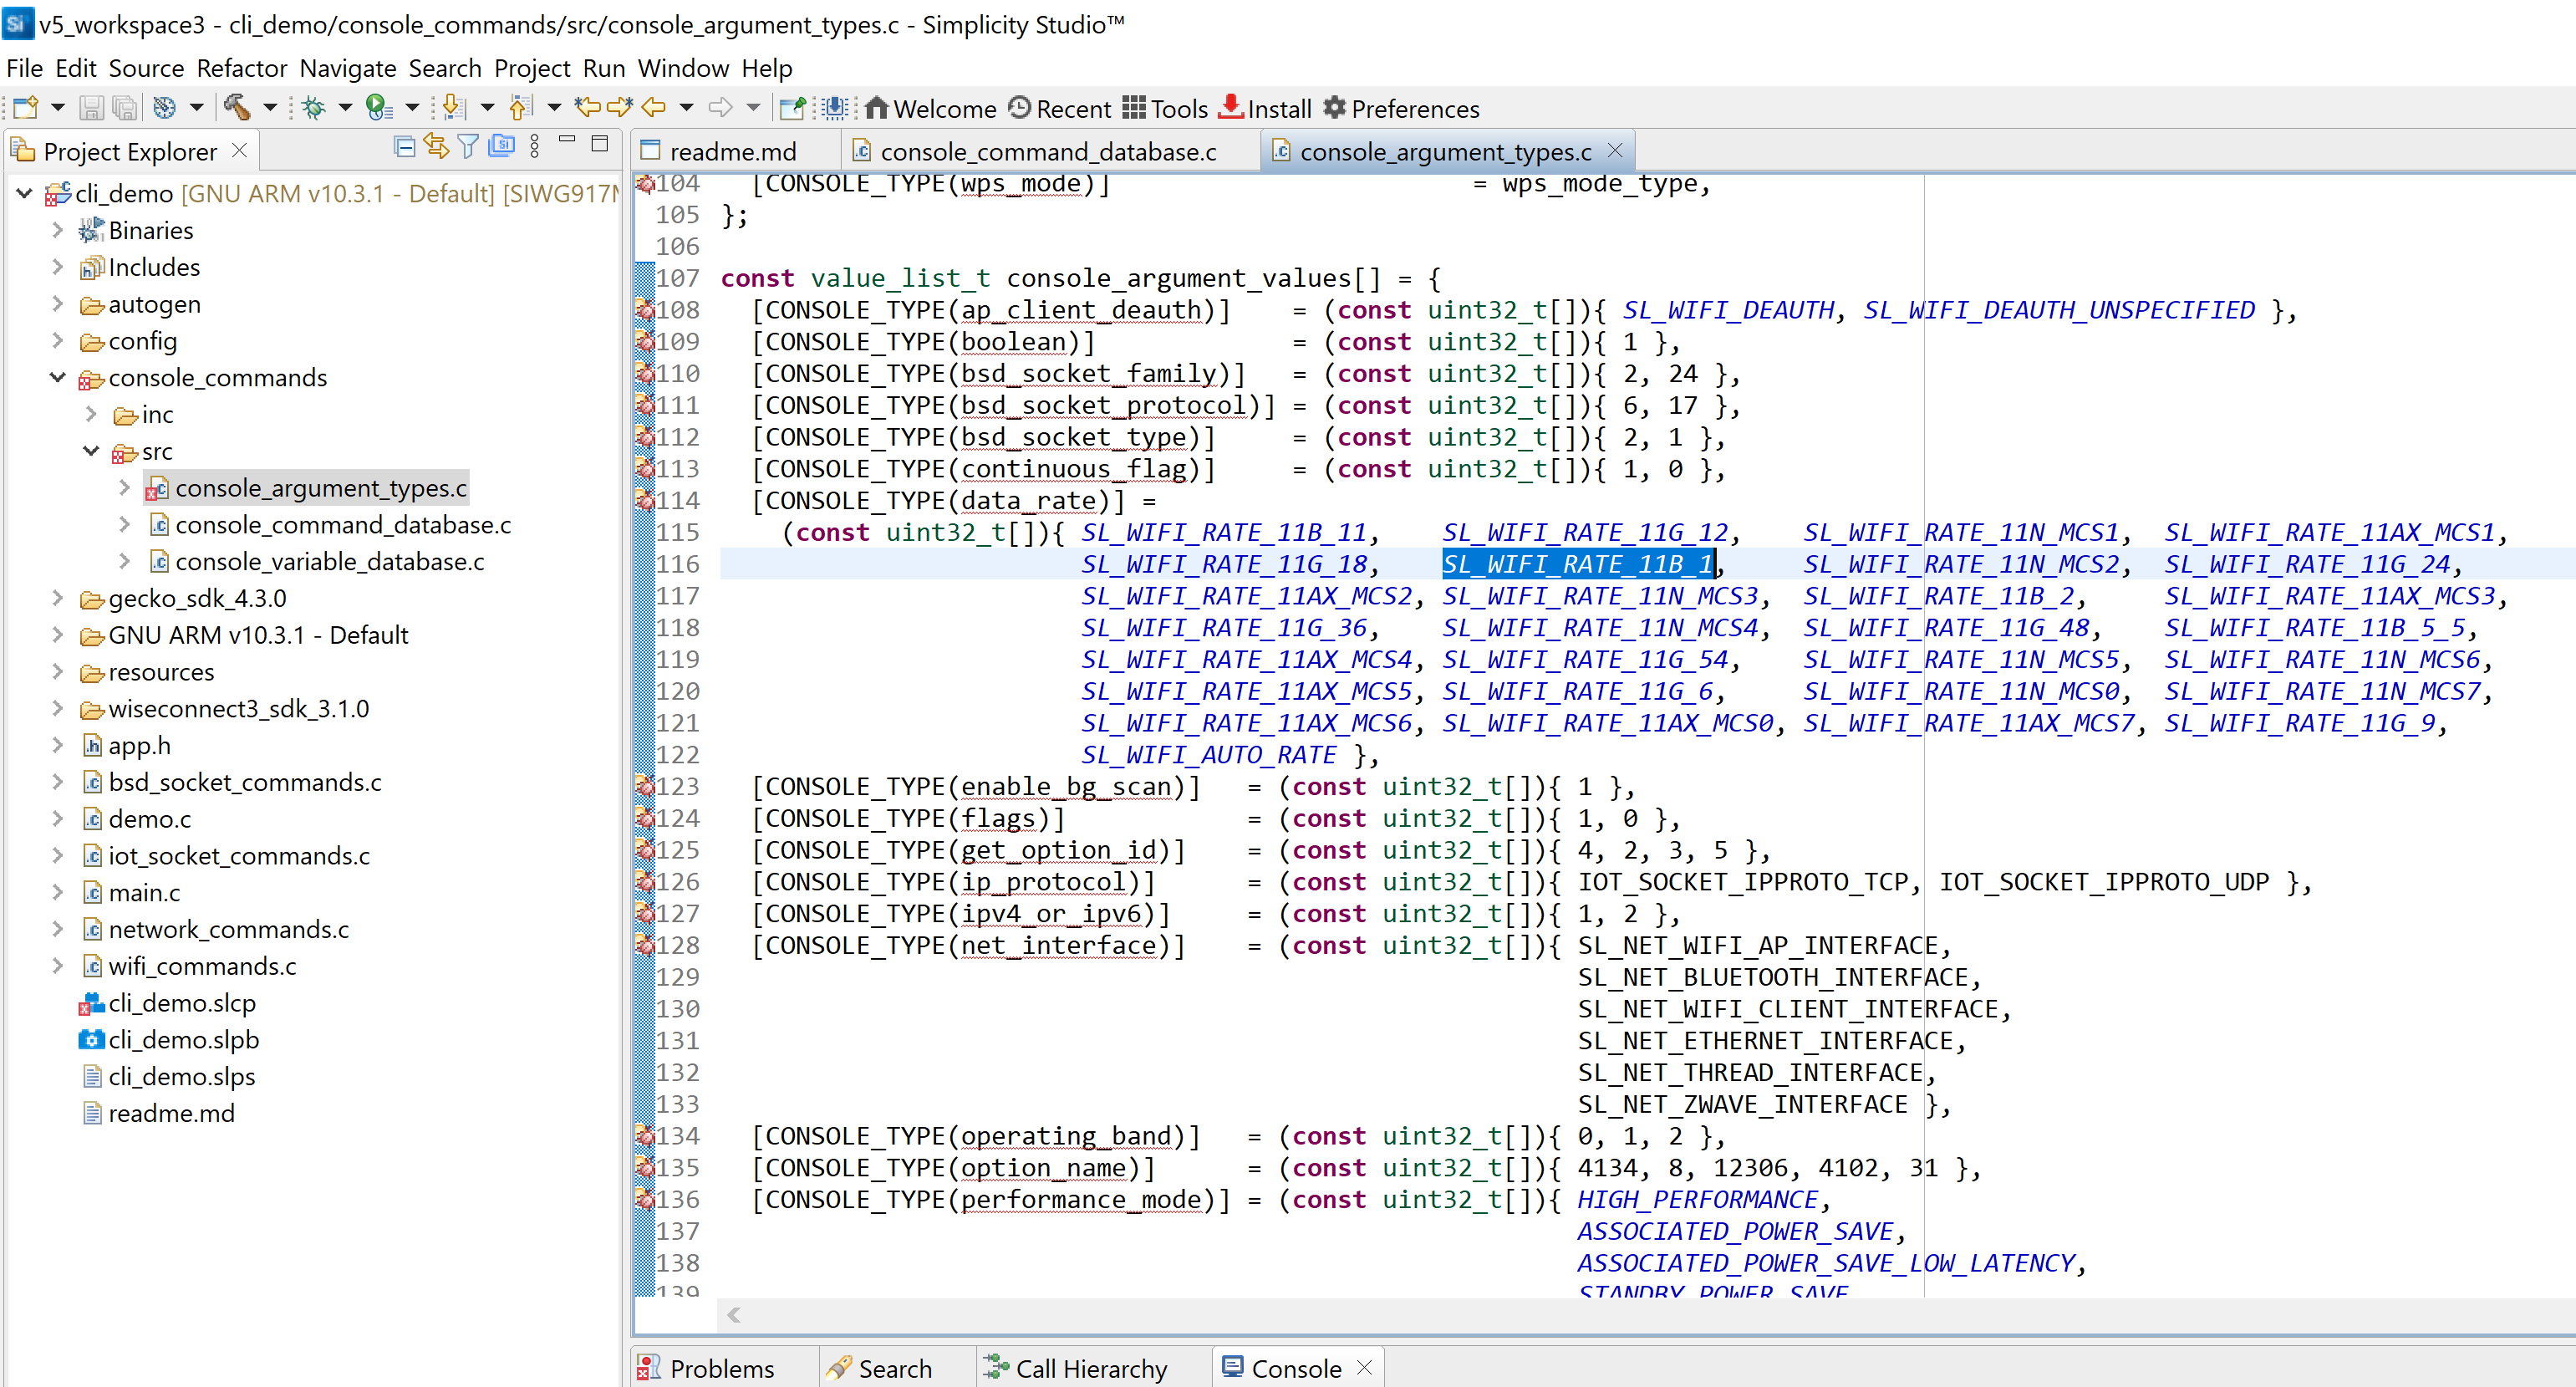 v5_workspace3 - cli_demo/console_commands/src/console_argument_types.c - Simplicity Studio™
File Edit Source Refactor Navigate Search Project Run Window Help
Welcome Recent Tools Install Preferences
Project Explorer
cli_demo [GNU ARM v10.3.1 - Default] [SIWG917M
Binaries
Includes
autogen
config
console_commands
inc
src
console_argument_types.c
console_command_database.c
console_variable_database.c
gecko_sdk_4.3.0
GNU ARM v10.3.1 - Default
resources
wiseconnect3_sdk_3.1.0
app.h
bsd_socket_commands.c
demo.c
iot_socket_commands.c
main.c
network_commands.c
wifi_commands.c
cli_demo.slcp
cli_demo.slpb
cli_demo.slps
readme.md
readme.md console_command_database.c console_argument_types.c
104 [CONSOLE_TYPE(wps_mode)] = wps_mode_type,
105 };
106
107 const value_list_t console_argument_values[] = {
108 [CONSOLE_TYPE(ap_client_deauth)] = (const uint32_t[]){ SL_WIFI_DEAUTH, SL_WIFI_DEAUTH_UNSPECIFIED },
109 [CONSOLE_TYPE(boolean)] = (const uint32_t[]){ 1 },
110 [CONSOLE_TYPE(bsd_socket_family)] = (const uint32_t[]){ 2, 24 },
111 [CONSOLE_TYPE(bsd_socket_protocol)] = (const uint32_t[]){ 6, 17 },
112 [CONSOLE_TYPE(bsd_socket_type)] = (const uint32_t[]){ 2, 1 },
113 [CONSOLE_TYPE(continuous_flag)] = (const uint32_t[]){ 1, 0 },
114 [CONSOLE_TYPE(data_rate)] =
115 (const uint32_t[]){ SL_WIFI_RATE_11B_11, SL_WIFI_RATE_11G_12, SL_WIFI_RATE_11N_MCS1, SL_WIFI_RATE_11AX_MCS1,
116 SL_WIFI_RATE_11G_18, SL_WIFI_RATE_11B_1, SL_WIFI_RATE_11N_MCS2, SL_WIFI_RATE_11G_24,
117 SL_WIFI_RATE_11AX_MCS2, SL_WIFI_RATE_11N_MCS3, SL_WIFI_RATE_11B_2, SL_WIFI_RATE_11AX_MCS3,
118 SL_WIFI_RATE_11G_36, SL_WIFI_RATE_11N_MCS4, SL_WIFI_RATE_11G_48, SL_WIFI_RATE_11B_5_5,
119 SL_WIFI_RATE_11AX_MCS4, SL_WIFI_RATE_11G_54, SL_WIFI_RATE_11N_MCS5, SL_WIFI_RATE_11N_MCS6,
120 SL_WIFI_RATE_11AX_MCS5, SL_WIFI_RATE_11G_6, SL_WIFI_RATE_11N_MCS0, SL_WIFI_RATE_11N_MCS7,
121 SL_WIFI_RATE_11AX_MCS6, SL_WIFI_RATE_11AX_MCS0, SL_WIFI_RATE_11AX_MCS7, SL_WIFI_RATE_11G_9,
122 SL_WIFI_AUTO_RATE },
123 [CONSOLE_TYPE(enable_bg_scan)] = (const uint32_t[]){ 1 },
124 [CONSOLE_TYPE(flags)] = (const uint32_t[]){ 1, 0 },
125 [CONSOLE_TYPE(get_option_id)] = (const uint32_t[]){ 4, 2, 3, 5 },
126 [CONSOLE_TYPE(ip_protocol)] = (const uint32_t[]){ IOT_SOCKET_IPPROTO_TCP, IOT_SOCKET_IPPROTO_UDP },
127 [CONSOLE_TYPE(ipv4_or_ipv6)] = (const uint32_t[]){ 1, 2 },
128 [CONSOLE_TYPE(net_interface)] = (const uint32_t[]){ SL_NET_WIFI_AP_INTERFACE,
129 SL_NET_BLUETOOTH_INTERFACE,
130 SL_NET_WIFI_CLIENT_INTERFACE,
131 SL_NET_ETHERNET_INTERFACE,
132 SL_NET_THREAD_INTERFACE,
133 SL_NET_ZWAVE_INTERFACE },
134 [CONSOLE_TYPE(operating_band)] = (const uint32_t[]){ 0, 1, 2 },
135 [CONSOLE_TYPE(option_name)] = (const uint32_t[]){ 4134, 8, 12306, 4102, 31 },
136 [CONSOLE_TYPE(performance_mode)] = (const uint32_t[]){ HIGH_PERFORMANCE,
137 ASSOCIATED_POWER_SAVE,
138 ASSOCIATED_POWER_SAVE_LOW_LATENCY,
139 STANDBY_POWER_SAVE
Problems Search Call Hierarchy Console